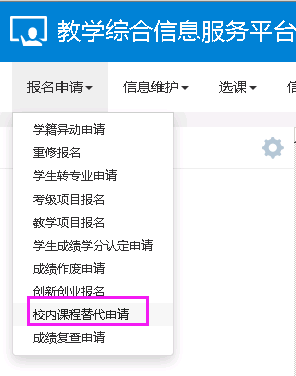 教学综合信息服务平台
报名申请 信息维护 选课
学籍异动申请
重修报名
学生转专业申请
考级项目报名
教学项目报名
学生成绩学分认定申请
成绩作废申请
创新创业报名
校内课程替代申请
成绩复查申请